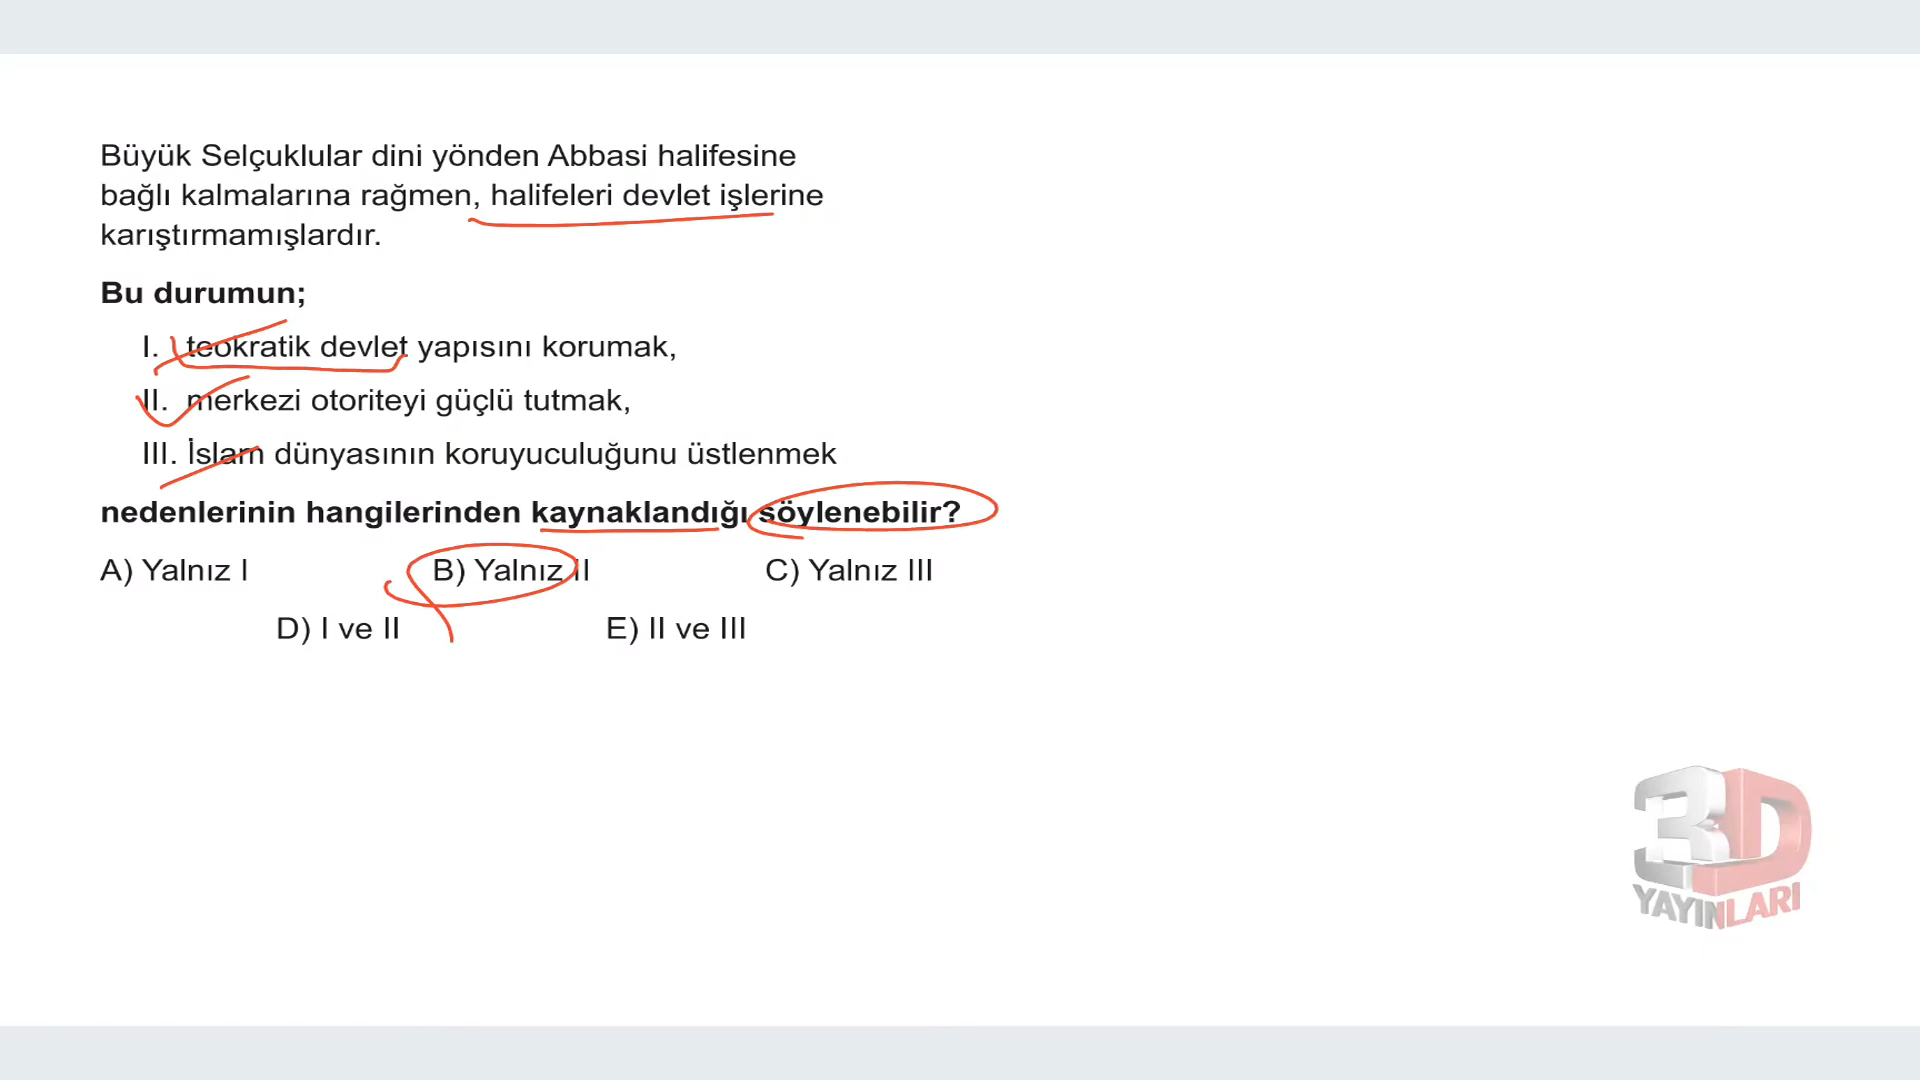 Büyük Selçuklular dini yönden Abbasi halifesine
bağlı kalmalarına rağmen, halifeleri devlet işlerine
karıştırmamışlardır.
Bu durumun;
I. teokratik devlet yapısını korumak,
II. merkezi otoriteyi güçlü tutmak,
III. İslam dünyasının koruyuculuğunu üstlenmek
nedenlerinin hangilerinden kaynaklandığı söylenebilir?
A) Yalnız I B) Yalnız II C) Yalnız III
D) I ve II E) II ve III
3D
YAYINLARI